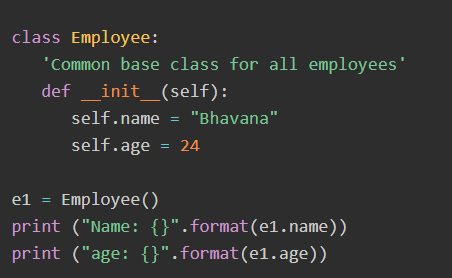 class Employee:
   'Common base class for all employees'
   def __init__(self):
      self.name = "Bhavana"
      self.age = 24

e1 = Employee()
print ("Name: {}".format(e1.name))
print ("age: {}".format(e1.age))